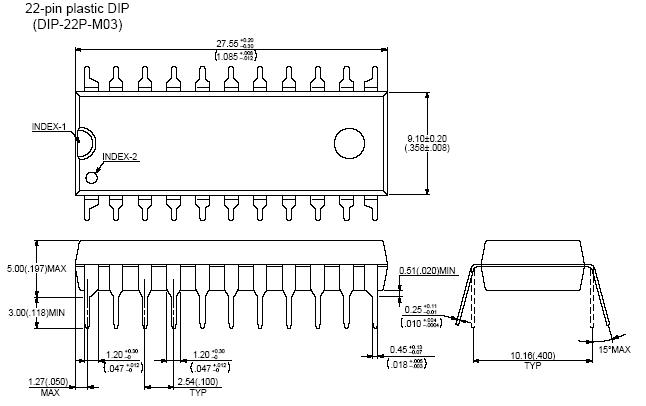 22-pin plastic DIP
(DIP-22P-M03)
27.55 +0.20 -0.30
(1.085 +.008 -.012)
INDEX-1
INDEX-2
9.10±0.20
(.358±.008)
5.00(.197)MAX
0.51(.020)MIN
3.00(.118)MIN
0.25 +0.11 -0.01
(.010 +.004 -.0004)
1.20 +0.30 -0
(.047 +.012 -0)
1.20 +0.30 -0
(.047 +.012 -0)
0.45 +0.13 -0.07
(.018 +.005 -.003)
10.16(.400)
TYP
15°MAX
1.27(.050)
MAX
2.54(.100)
TYP